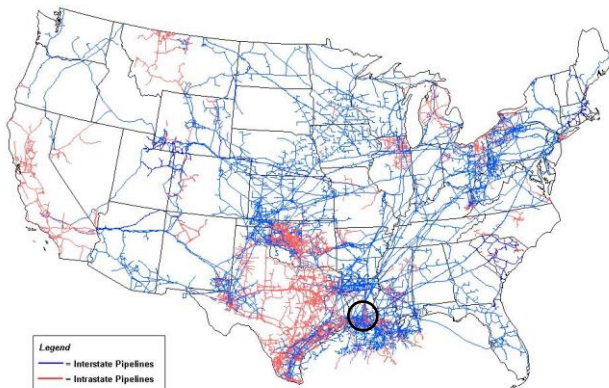 Legend
= Interstate Pipelines
= Intrastate Pipelines